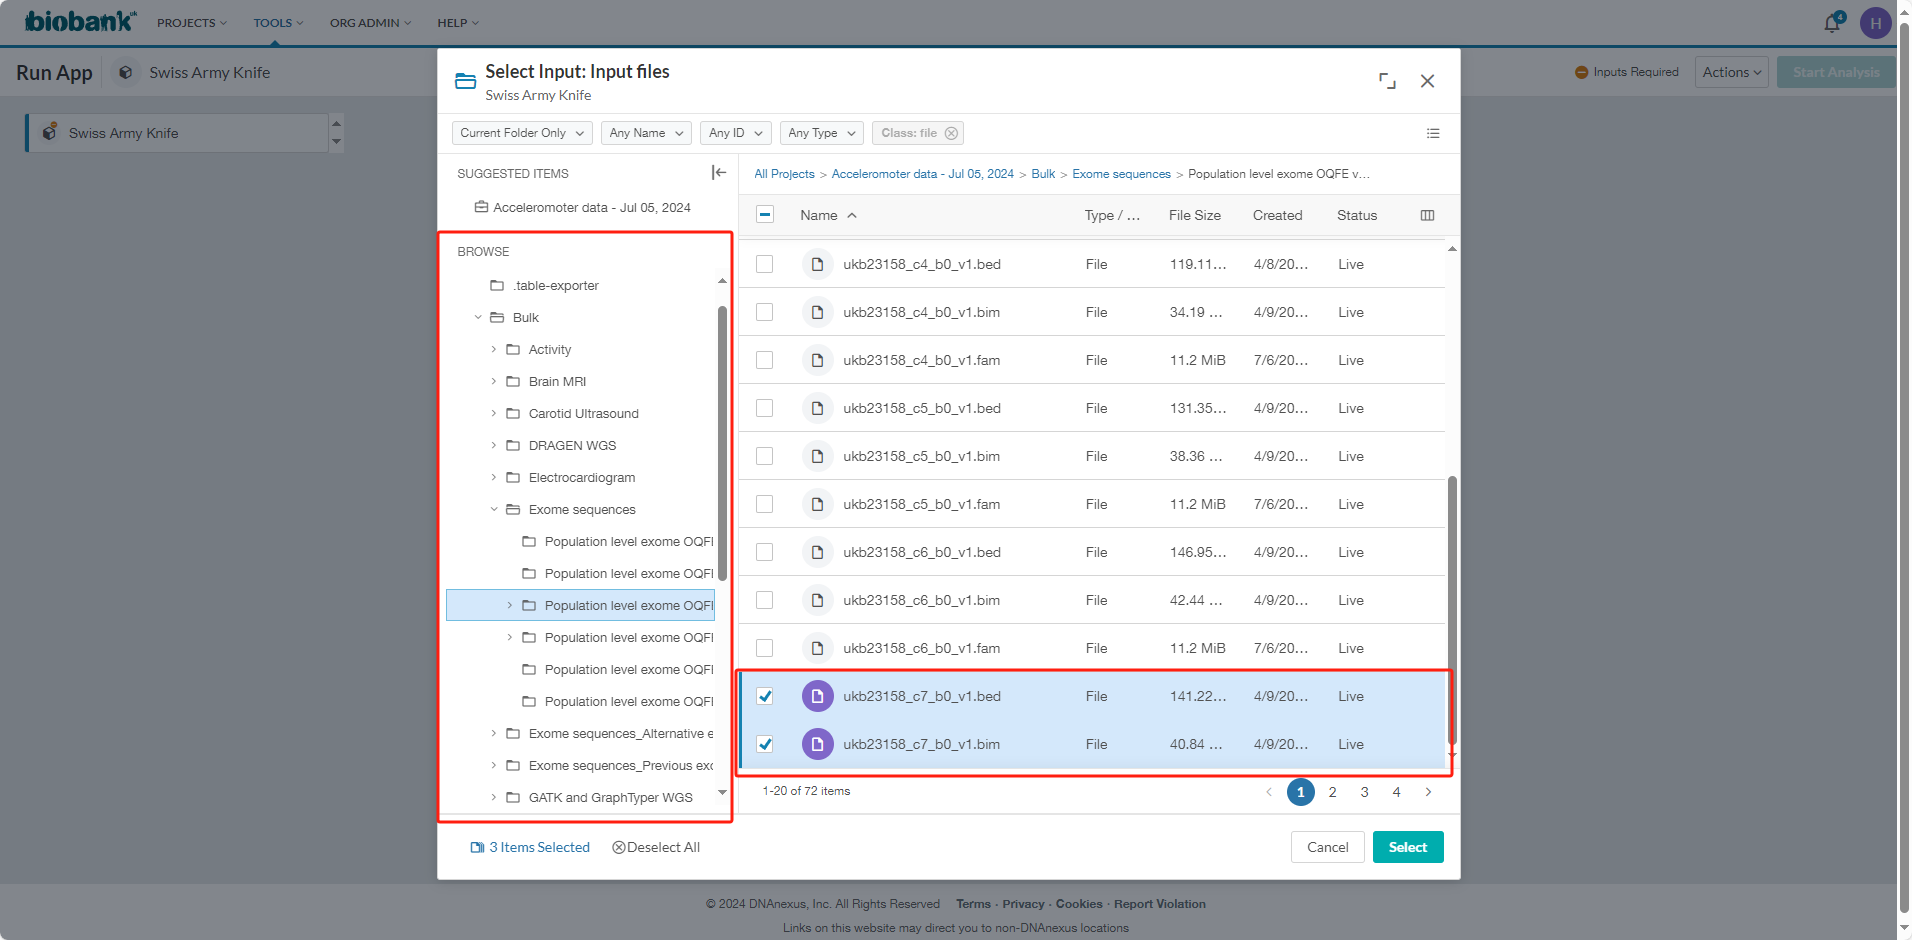 biobank uk PROJECTS TOOLS ORG ADMIN HELP 4 H
Run App Swiss Army Knife Inputs Required Actions Start Analysis
Swiss Army Knife
Select Input: Input files
Swiss Army Knife
Current Folder Only Any Name Any ID Any Type Class: file
SUGGESTED ITEMS
Acceleromoter data - Jul 05, 2024
BROWSE
.table-exporter
Bulk
Activity
Brain MRI
Carotid Ultrasound
DRAGEN WGS
Electrocardiogram
Exome sequences
Population level exome OQFI
Population level exome OQFI
Population level exome OQFI
Population level exome OQFI
Population level exome OQFI
Population level exome OQFI
Exome sequences_Alternative e
Exome sequences_Previous exo
GATK and GraphTyper WGS
All Projects > Acceleromoter data - Jul 05, 2024 > Bulk > Exome sequences > Population level exome OQFE v...
Name Type / ... File Size Created Status
ukb23158_c4_b0_v1.bed File 119.11... 4/8/20... Live
ukb23158_c4_b0_v1.bim File 34.19 ... 4/9/20... Live
ukb23158_c4_b0_v1.fam File 11.2 MiB 7/6/20... Live
ukb23158_c5_b0_v1.bed File 131.35... 4/9/20... Live
ukb23158_c5_b0_v1.bim File 38.36 ... 4/9/20... Live
ukb23158_c5_b0_v1.fam File 11.2 MiB 7/6/20... Live
ukb23158_c6_b0_v1.bed File 146.95... 4/9/20... Live
ukb23158_c6_b0_v1.bim File 42.44 ... 4/9/20... Live
ukb23158_c6_b0_v1.fam File 11.2 MiB 7/6/20... Live
ukb23158_c7_b0_v1.bed File 141.22... 4/9/20... Live
ukb23158_c7_b0_v1.bim File 40.84 ... 4/9/20... Live
1-20 of 72 items < 1 2 3 4 >
3 Items Selected Deselect All Cancel Select
© 2024 DNAnexus, Inc. All Rights Reserved Terms · Privacy · Cookies · Report Violation
Links on this website may direct you to non-DNAnexus locations